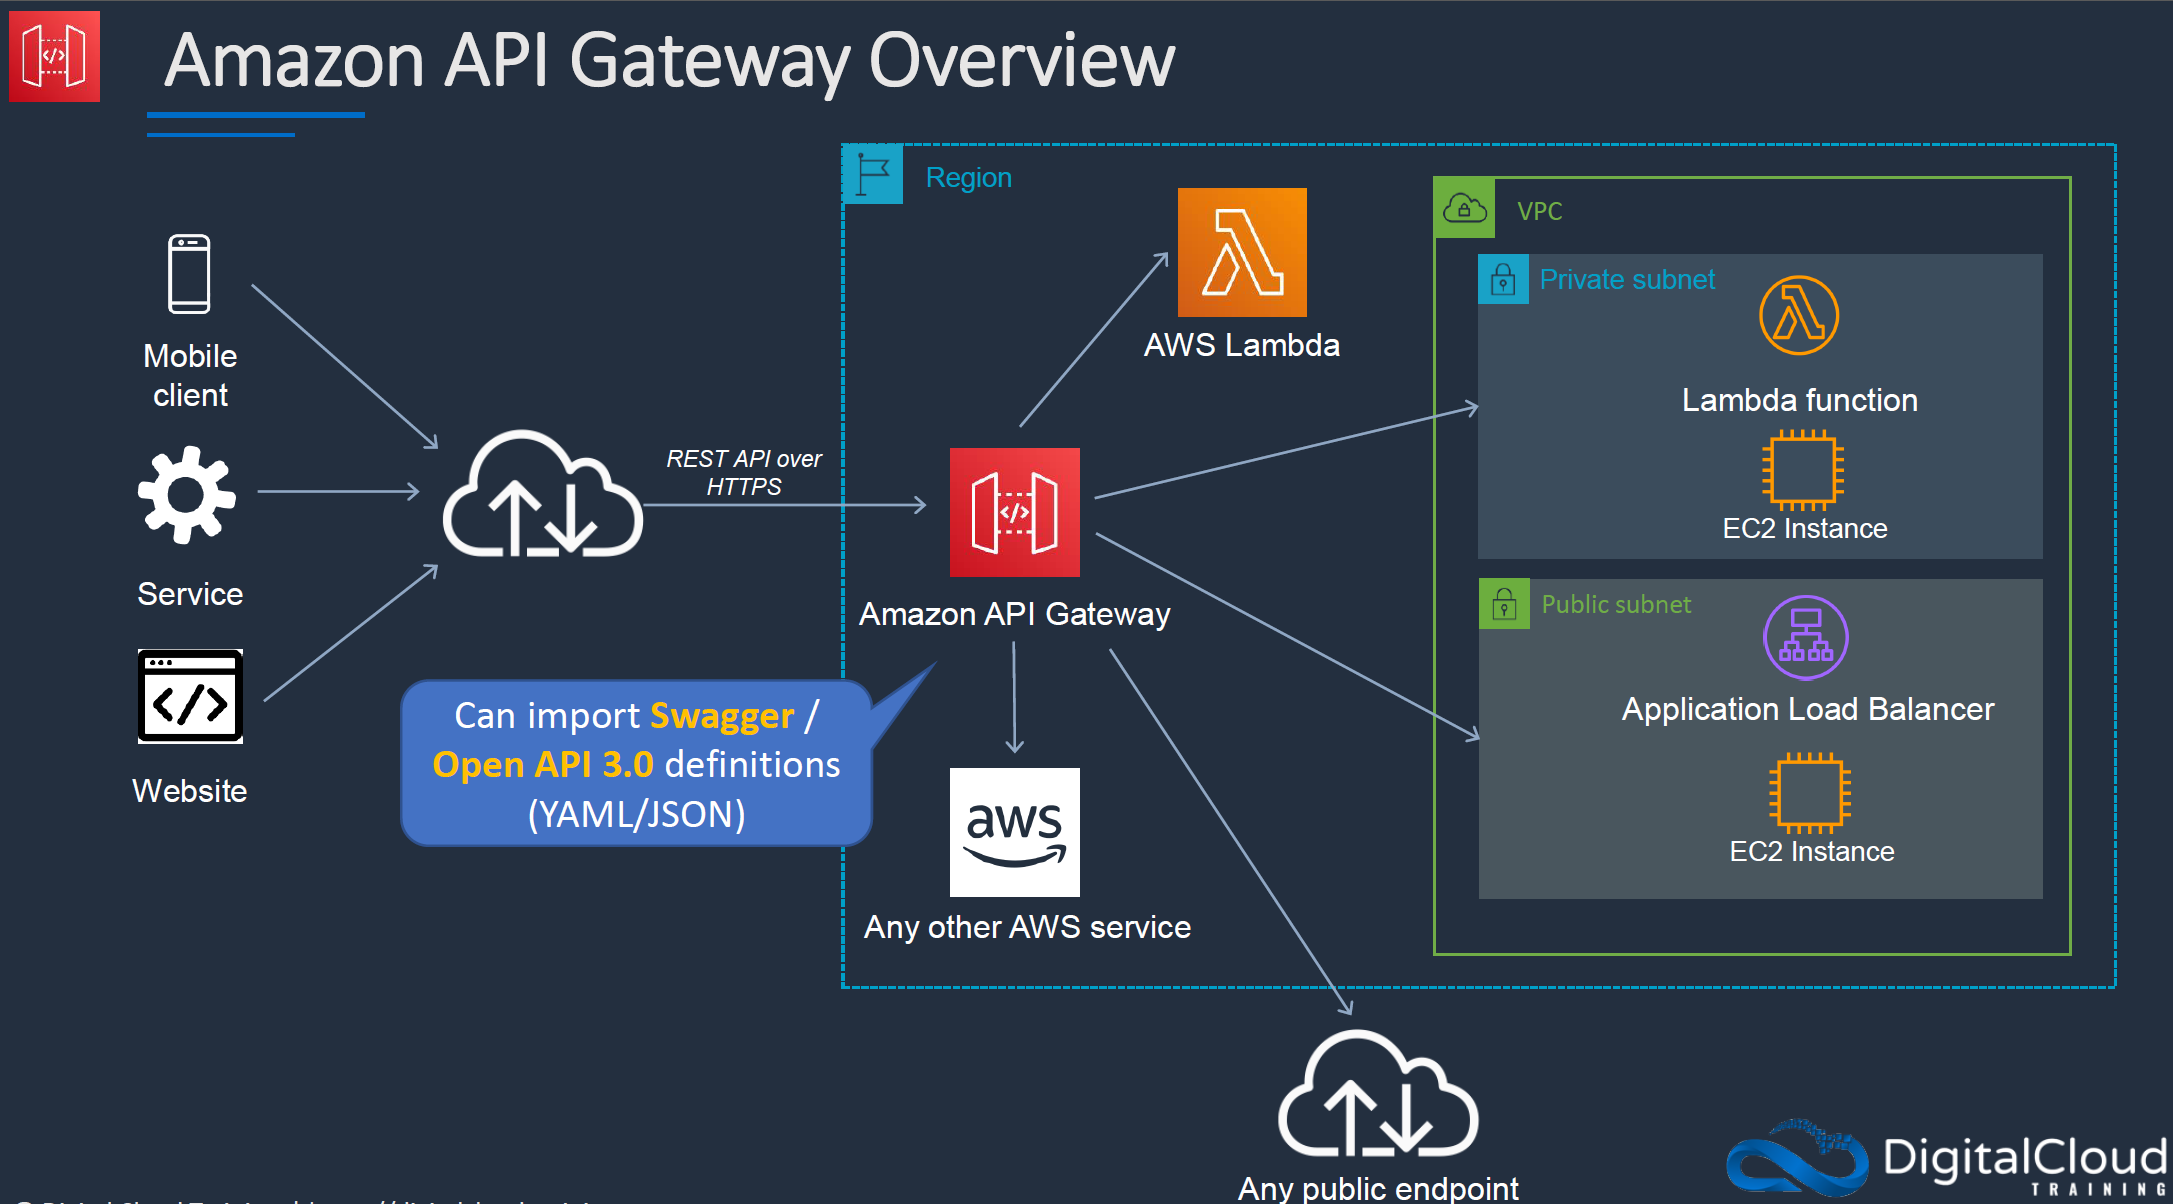 Amazon API Gateway Overview
Region
VPC
Private subnet
Mobile
client
AWS Lambda
Lambda function
REST API over
HTTPS
EC2 Instance
Service
Amazon API Gateway
Public subnet
Can import Swagger /
Open API 3.0 definitions
(YAML/JSON)
Application Load Balancer
Website
aws
EC2 Instance
Any other AWS service
Any public endpoint
DigitalCloud
TRAINING